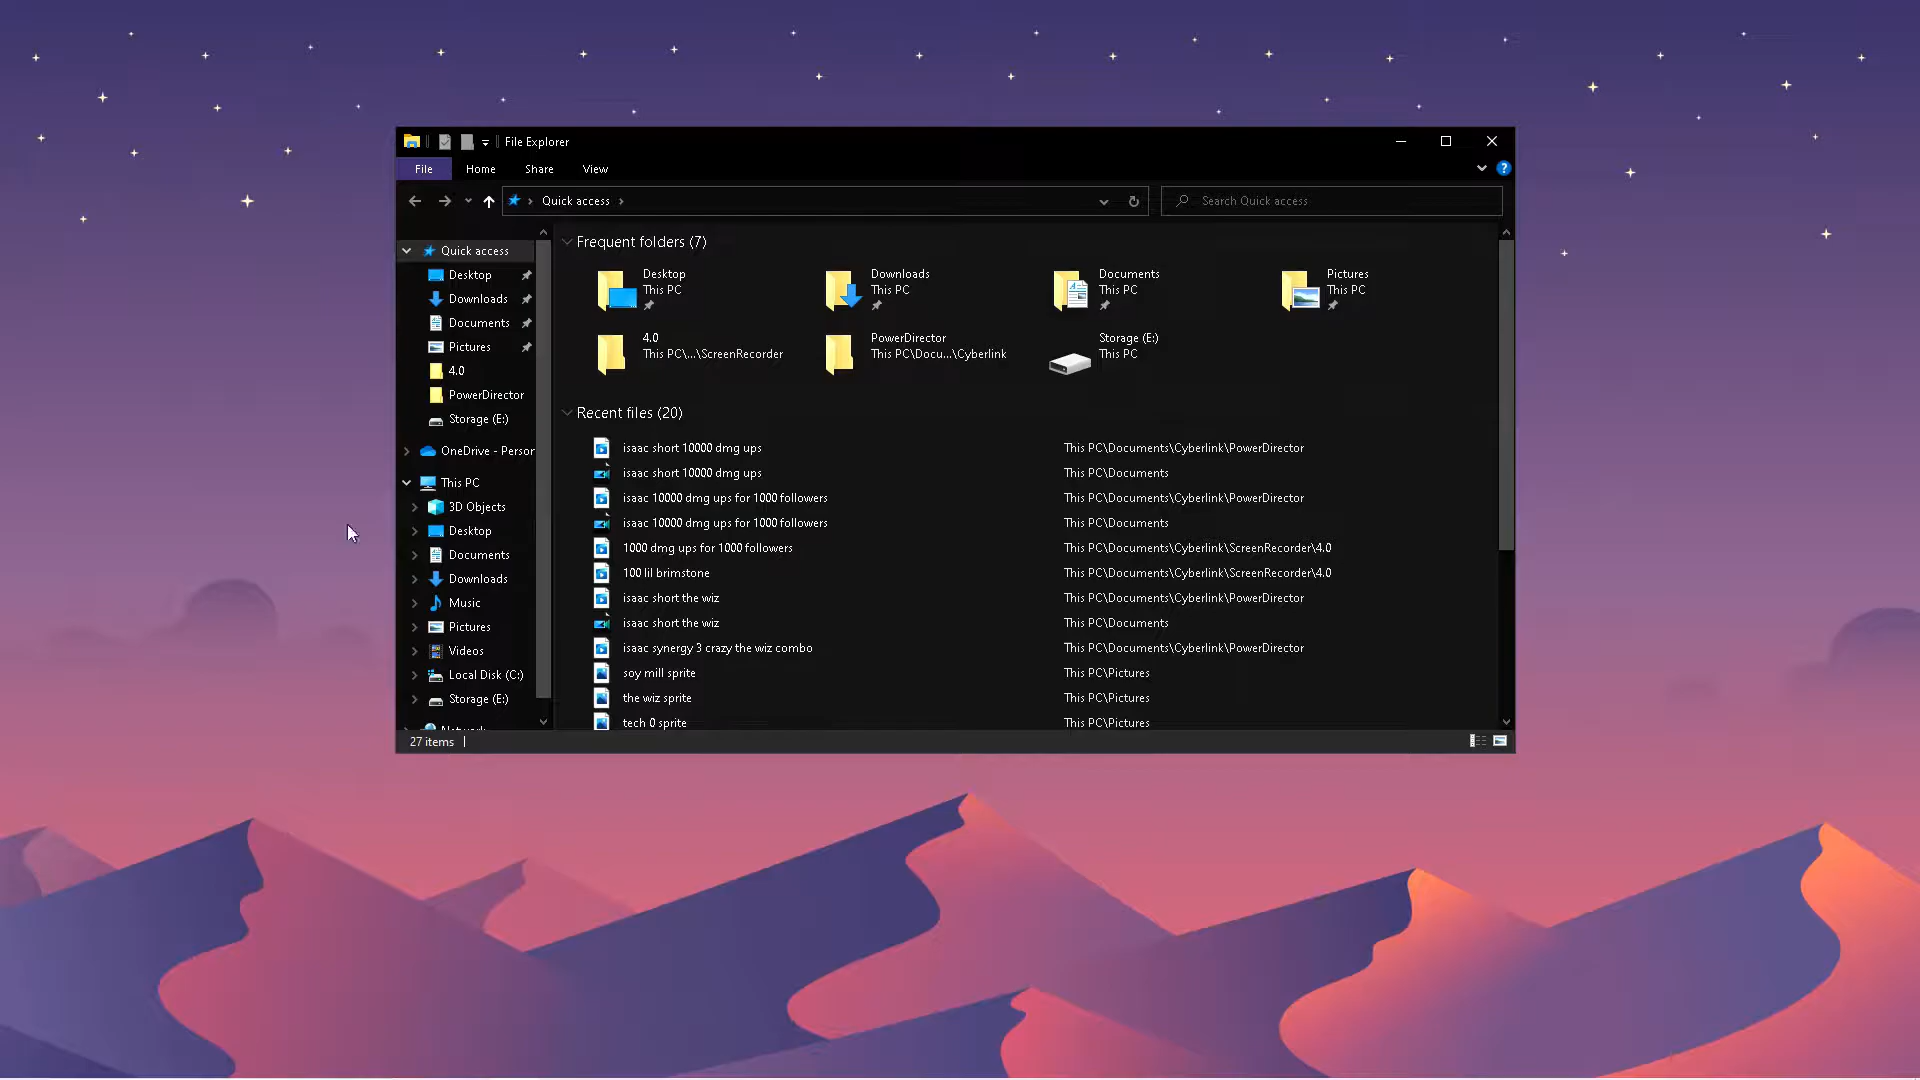 File Explorer
File Home Share View
Quick access
Search Quick access
Quick access
Desktop
Downloads
Documents
Pictures
4.0
PowerDirector
Storage (E:)
OneDrive - Person
This PC
3D Objects
Desktop
Documents
Downloads
Music
Pictures
Videos
Local Disk (C:)
Storage (E:)
Network
Frequent folders (7)
Desktop
This PC
Downloads
This PC
Documents
This PC
Pictures
This PC
4.0
This PC\...\ScreenRecorder
PowerDirector
This PC\Docu...\Cyberlink
Storage (E:)
This PC
Recent files (20)
isaac short 10000 dmg ups This PC\Documents\Cyberlink\PowerDirector
isaac short 10000 dmg ups This PC\Documents
isaac 10000 dmg ups for 1000 followers This PC\Documents\Cyberlink\PowerDirector
isaac 10000 dmg ups for 1000 followers This PC\Documents
1000 dmg ups for 1000 followers This PC\Documents\Cyberlink\ScreenRecorder\4.0
100 lil brimstone This PC\Documents\Cyberlink\ScreenRecorder\4.0
isaac short the wiz This PC\Documents\Cyberlink\PowerDirector
isaac short the wiz This PC\Documents
isaac synergy 3 crazy the wiz combo This PC\Documents\Cyberlink\PowerDirector
soy mill sprite This PC\Pictures
the wiz sprite This PC\Pictures
tech 0 sprite This PC\Pictures
27 items